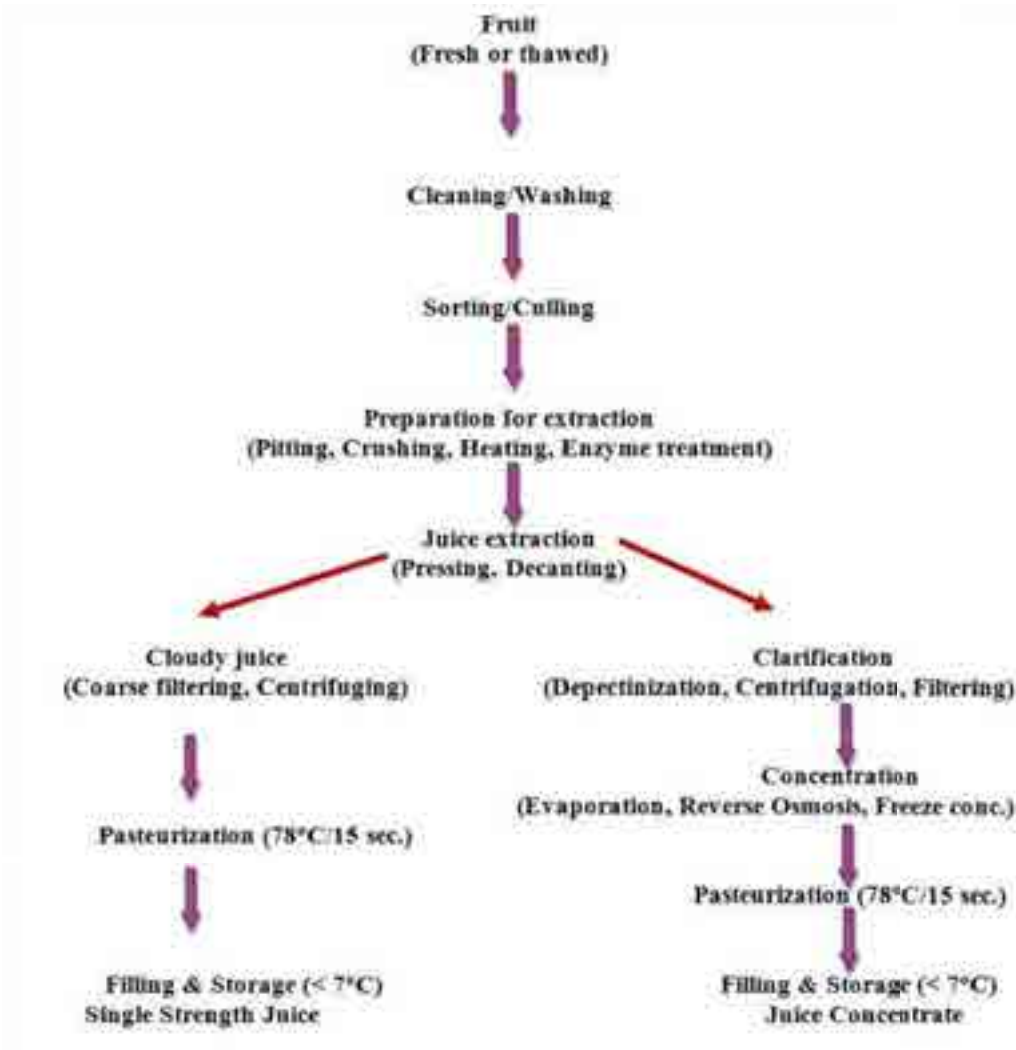 Fruit
(Fresh or thawed)
Cleaning/Washing
Sorting/Culling
Preparation for extraction
(Pitting, Crushing, Heating, Enzyme treatment)
Juice extraction
(Pressing, Decanting)
Cloudy juice
(Coarse filtering, Centrifuging)
Pasteurization (78°C/15 sec.)
Filling & Storage (< 7°C)
Single Strength Juice
Clarification
(Depectinization, Centrifugation, Filtering)
Concentration
(Evaporation, Reverse Osmosis, Freeze conc.)
Pasteurization (78°C/15 sec.)
Filling & Storage (< 7°C)
Juice Concentrate